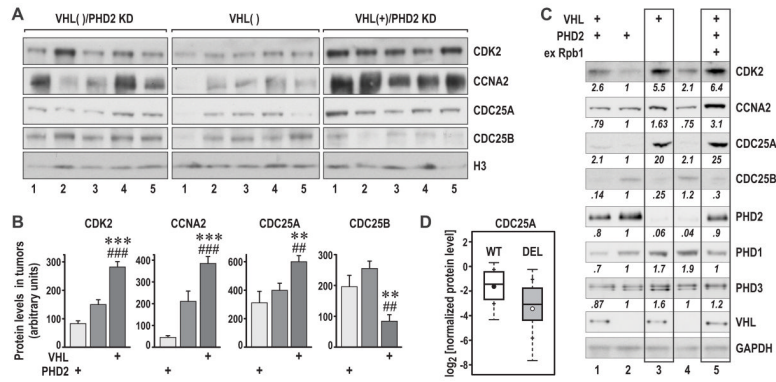 A
VHL( )/PHD2 KD
VHL( )
VHL(+)/PHD2 KD
CDK2
CCNA2
CDC25A
CDC25B
H3
1 2 3 4 5 1 2 3 4 5 1 2 3 4 5
B
CDK2 CCNA2 CDC25A CDC25B
Protein levels in tumors
(arbitrary units)
*** *** ** **
### ### ## ##
300 400 600 300
200 300 400 200
100 200 200 100
100
0 0 0 0
VHL + + + +
PHD2 + + + +
C
VHL + + +
PHD2 + + +
ex Rpb1 +
CDK2
2.6 1 5.5 2.1 6.4
CCNA2
.79 1 1.63 .75 3.1
CDC25A
2.1 1 20 2.1 25
CDC25B
.14 1 .25 1.2 .3
PHD2
.8 1 .06 .04 .9
PHD1
.7 1 1.7 1.9 1
PHD3
.87 1 1.6 1 1.2
VHL
GAPDH
1 2 3 4 5
D
CDC25A
WT DEL
log2 [normalized protein level]
2
0
-2
-4
-6
-8